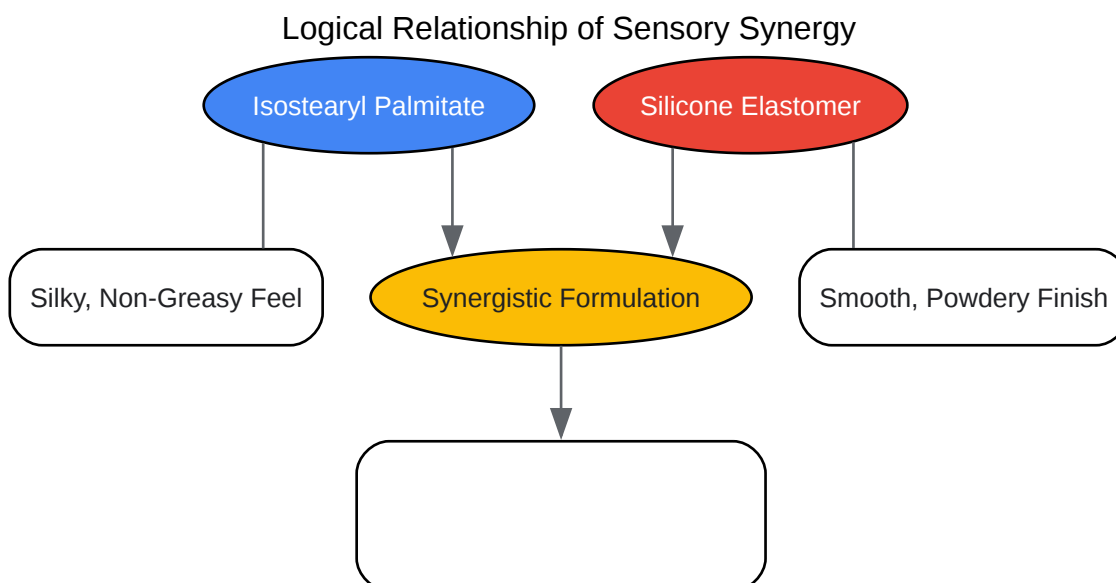 Logical Relationship of Sensory Synergy
Isostearyl Palmitate
Silicone Elastomer
Silky, Non-Greasy Feel
Synergistic Formulation
Smooth, Powdery Finish